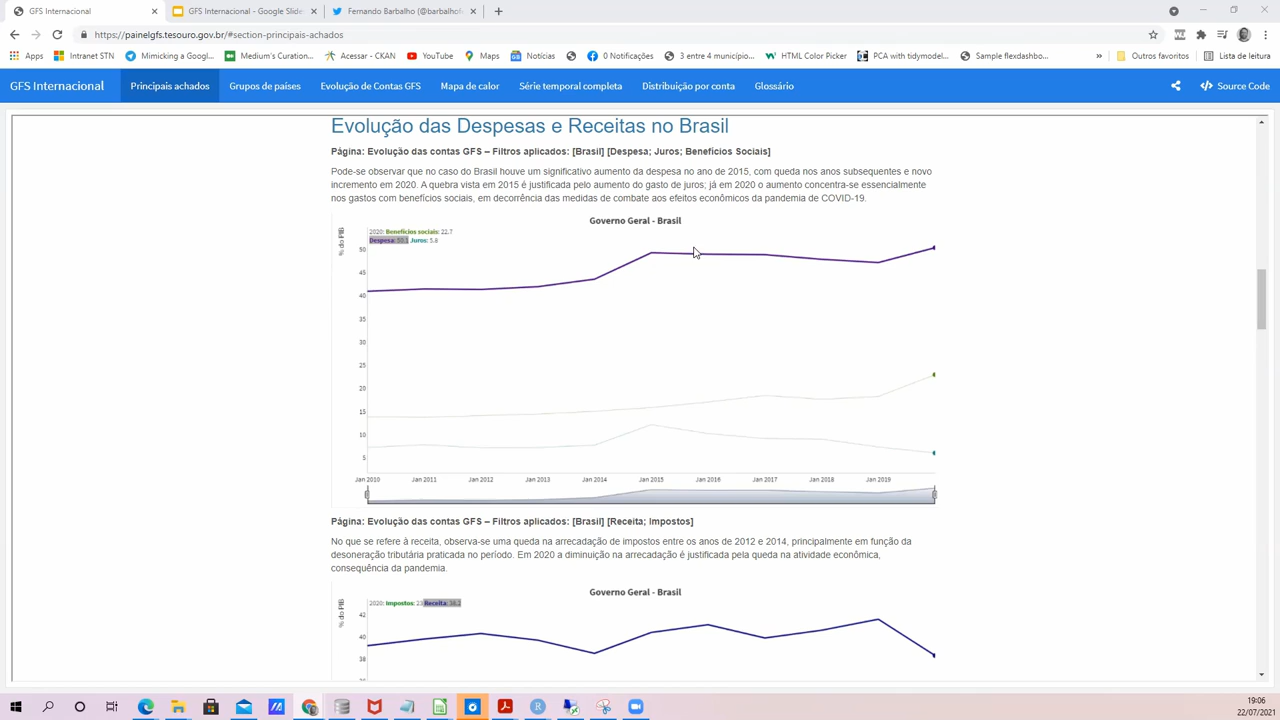 GFS Internacional
GFS Internacional - Google Slide
Fernando Barbalho (@barbalhof
https://painelgfs.tesouro.gov.br/#section-principais-achados
Apps
Intranet STN
Mimicking a Googl...
Medium's Curation...
Acessar - CKAN
YouTube
Maps
Notícias
0 Notificações
3 entre 4 município...
HTML Color Picker
PCA with tidymodel...
Sample flexdashbo...
»
Outros favoritos
Lista de leitura
GFS Internacional
Principais achados
Grupos de países
Evolução de Contas GFS
Mapa de calor
Série temporal completa
Distribuição por conta
Glossário
Source Code
Evolução das Despesas e Receitas no Brasil
Página: Evolução das contas GFS – Filtros aplicados: [Brasil] [Despesa; Juros; Benefícios Sociais]
Pode-se observar que no caso do Brasil houve um significativo aumento da despesa no ano de 2015, com queda nos anos subsequentes e novo
incremento em 2020. A quebra vista em 2015 é justificada pelo aumento do gasto de juros; já em 2020 o aumento concentra-se essencialmente
nos gastos com benefícios sociais, em decorrência das medidas de combate aos efeitos econômicos da pandemia de COVID-19.
Governo Geral - Brasil
2020: Benefícios sociais: 22.7
Despesa: Juros: 5.8
% do PIB
50
45
40
35
30
25
20
15
10
5
Jan 2010
Jan 2011
Jan 2012
Jan 2013
Jan 2014
Jan 2015
Jan 2016
Jan 2017
Jan 2018
Jan 2019
Página: Evolução das contas GFS – Filtros aplicados: [Brasil] [Receita; Impostos]
No que se refere à receita, observa-se uma queda na arrecadação de impostos entre os anos de 2012 e 2014, principalmente em função da
desoneração tributária praticada no período. Em 2020 a diminuição na arrecadação é justificada pela queda na atividade econômica,
consequência da pandemia.
Governo Geral - Brasil
2020: Impostos: 23 Receita: 38.2
% do PIB
42
40
38
19:06
22/07/2021